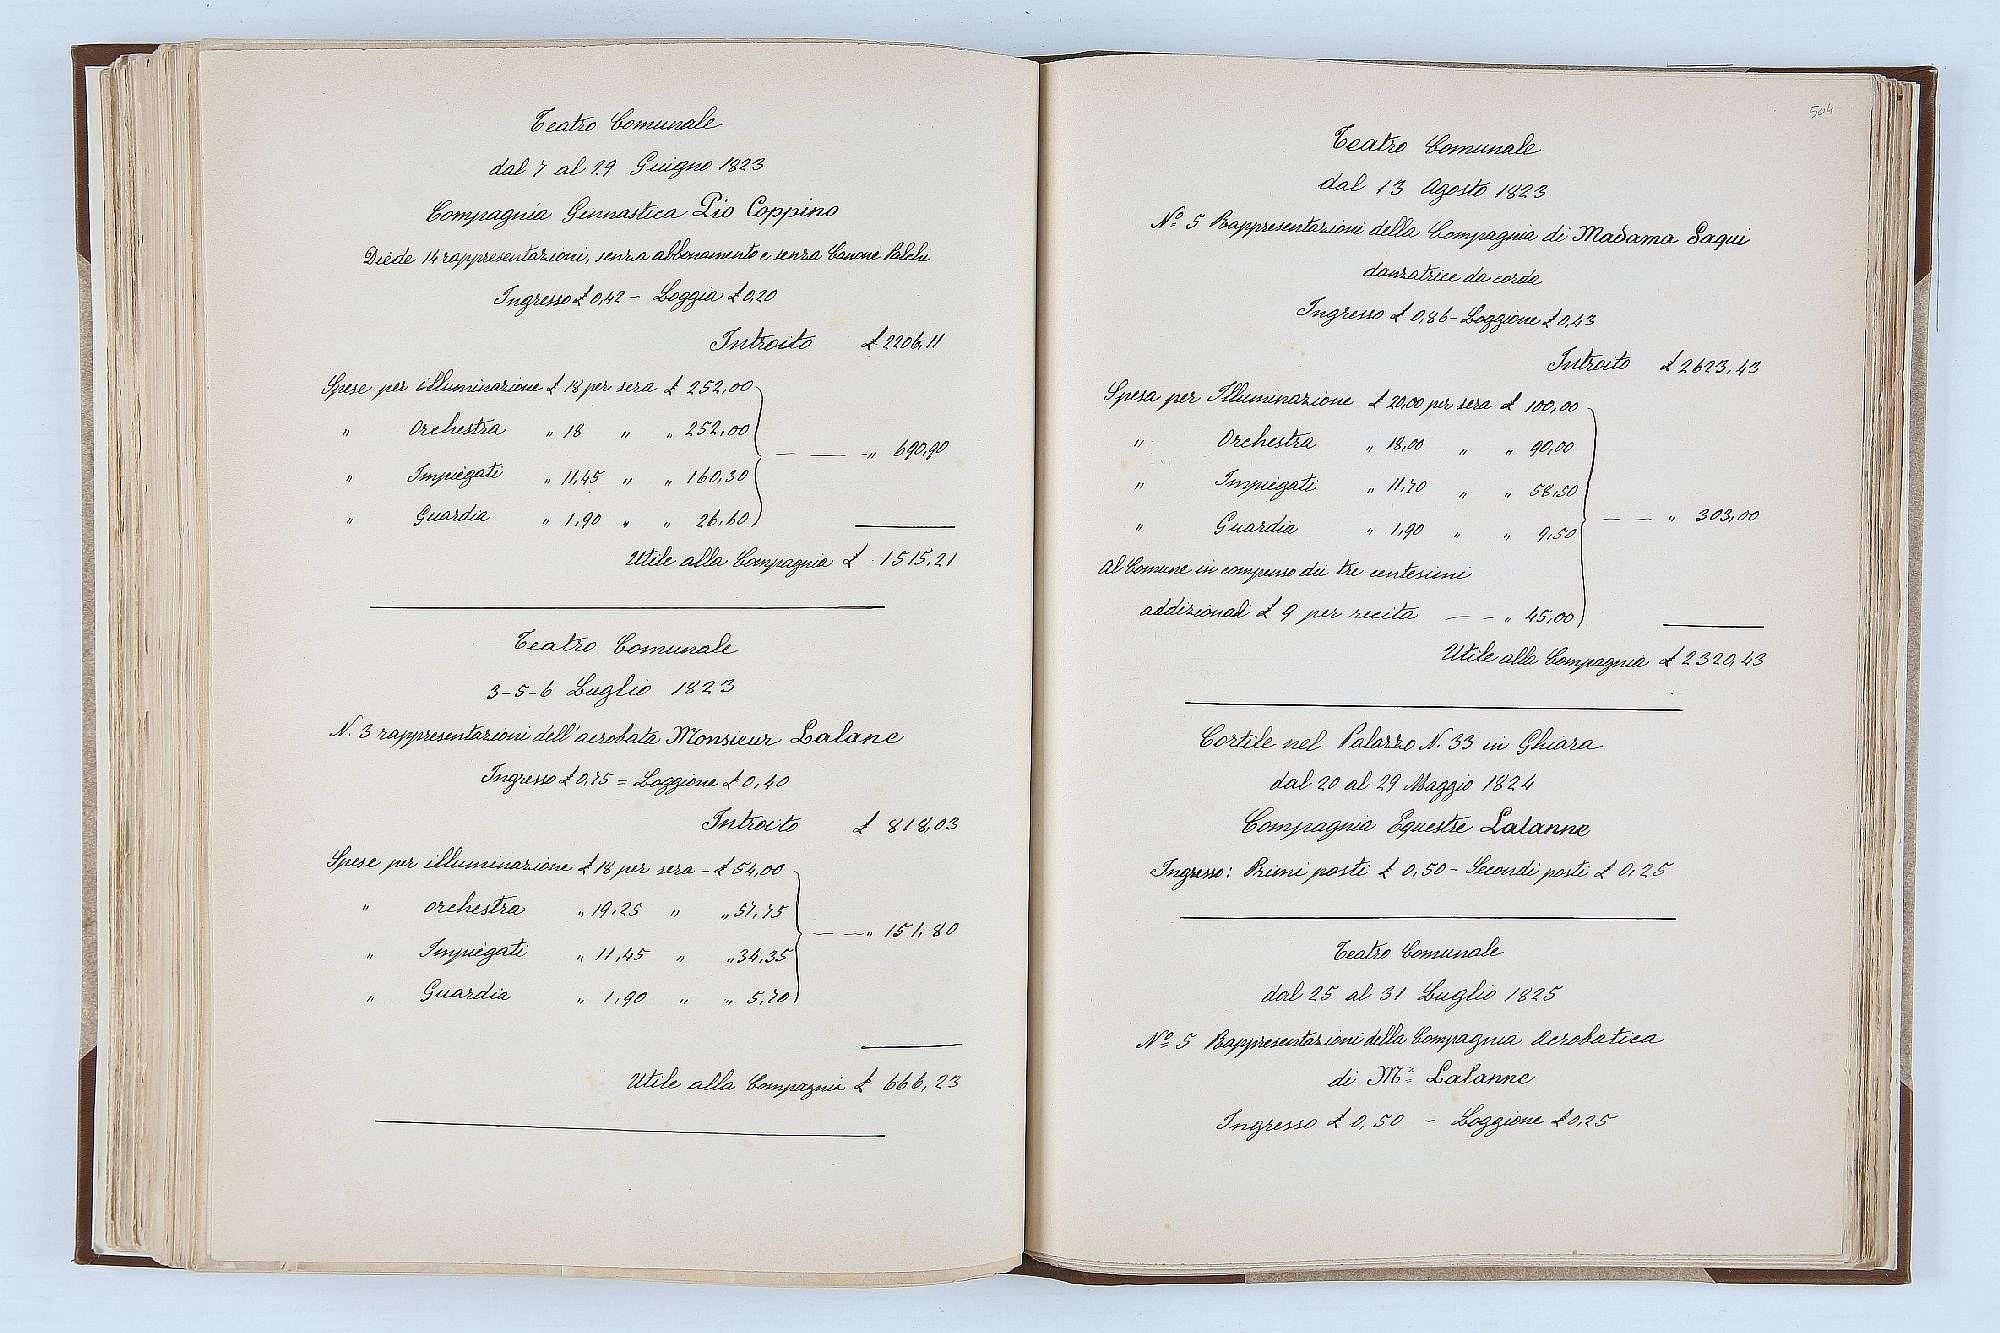 Teatro Comunale
dal 7 al 29 Guigno 1823
Compagnia Gennastica Pio Coppino
Diede 14 rappresentazioni, senza abbonamento e senza Canone Palchi
Ingresso £ 0,42 - Loggia £ 0,20
Introito £ 2206,11
Spese per illuminazione £ 18 per sera £ 252,00
" Orchestra " 18 " " 252,00
— — " 690,90
" Impiegati " 11,45 " " 160,30
" Guardia " 1,90 " " 26,60
Utile alla Compagnia £ 1515,21
Teatro Comunale
3-5-6 Luglio 1823
N. 3 rappresentazioni dell'acrobata Monsieur Lalane
Ingresso £ 0,75 = Loggione £ 0,40
Introito £ 818,03
Spese per illuminazione £ 18 per sera - £ 54,00
" orchestra " 19,25 " " 57,75
— — " 151,80
" Impiegati " 11,45 " " 34,35
" Guardia " 1,90 " " 5,70
Utile alla Compagnia £ 666,23
504
Teatro Comunale
dal 13 Agosto 1823
No. 5 Rappresentazioni della Compagnia di Madama Saqui
danzatrice da corda
Ingresso £ 0,86 - Loggione £ 0,43
Introito £ 2623,43
Spesa per Illuminazione £ 20,00 per sera £ 100,00
" Orchestra " 18,00 " " 90,00
" Impiegati " 11,70 " " 58,50
" Guardia " 1,90 " " 9,50
— — " 303,00
Al Comune in compenso dei tre centesimi
addizionali £ 9 per recita — — " 45,00
Utile alla Compagnia £ 2320,43
Cortile nel Palazzo N. 33 in Ghiara
dal 20 al 29 Maggio 1824
Compagnia Equestre Lalanne
Ingresso: Primi posti £ 0,50 - Secondi posti £ 0,25
Teatro Comunale
dal 25 al 31 Luglio 1825
No. 5 Rappresentazioni della Compagnia Acrobatica
di Mr. Lalanne
Ingresso £ 0,50 - Loggione £ 0,25